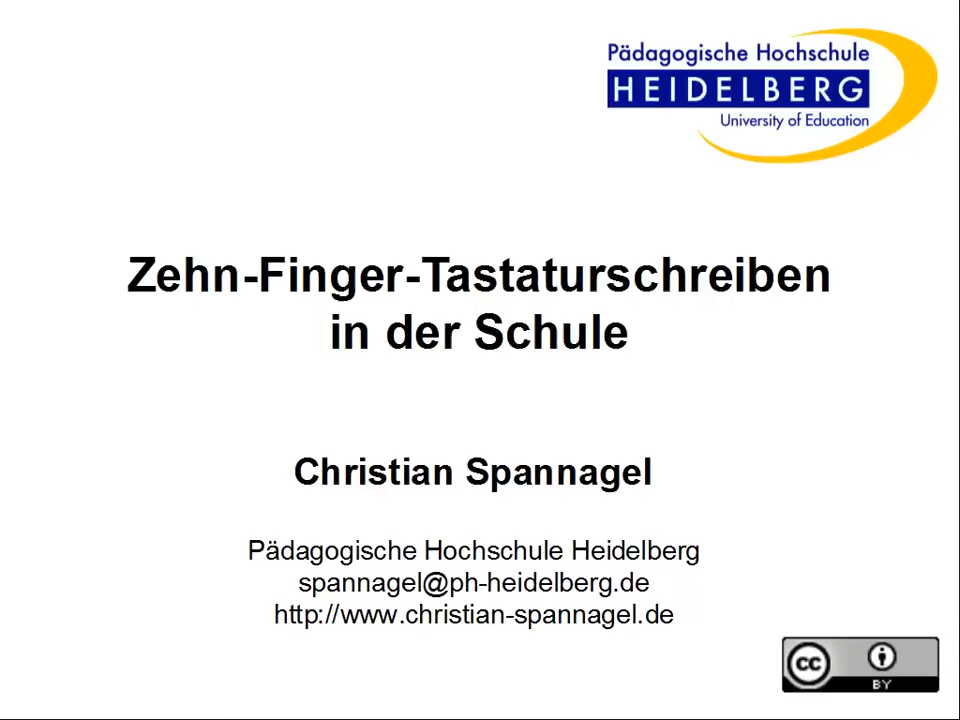 Pädagogische Hochschule
HEIDELBERG
University of Education
Zehn-Finger-Tastaturschreiben
in der Schule
Christian Spannagel
Pädagogische Hochschule Heidelberg
spannagel@ph-heidelberg.de
http://www.christian-spannagel.de
cc
BY